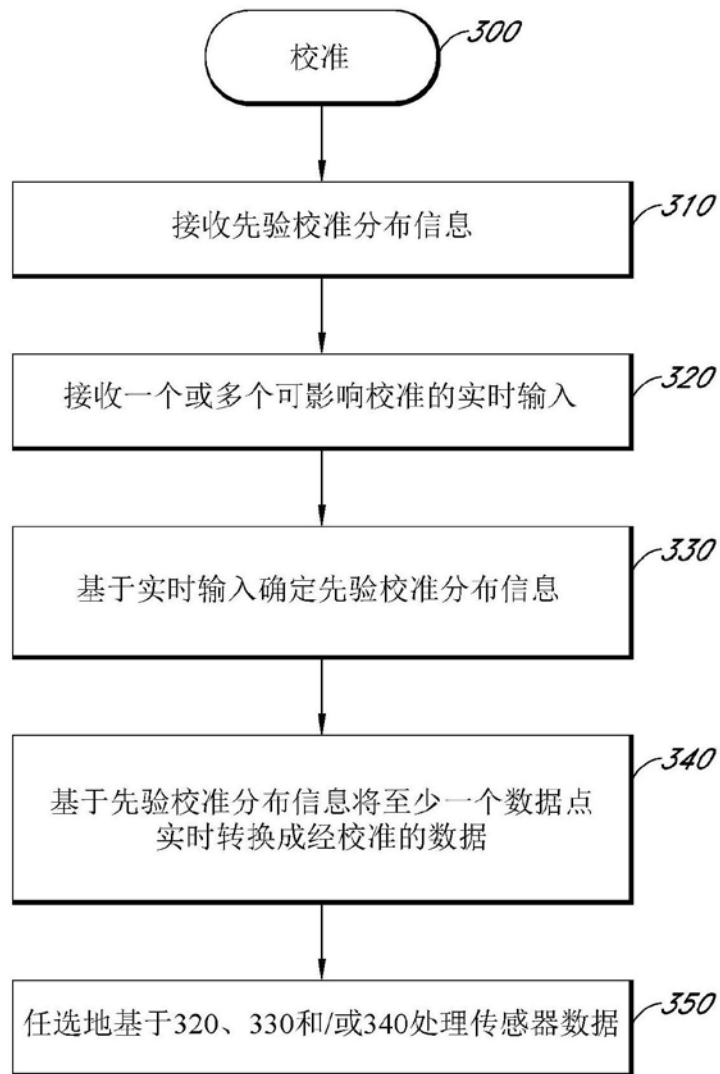 校准
300
接收先验校准分布信息
310
接收一个或多个可影响校准的实时输入
320
基于实时输入确定先验校准分布信息
330
基于先验校准分布信息将至少一个数据点
实时转换成经校准的数据
340
任选地基于320、330和/或340处理传感器数据
350